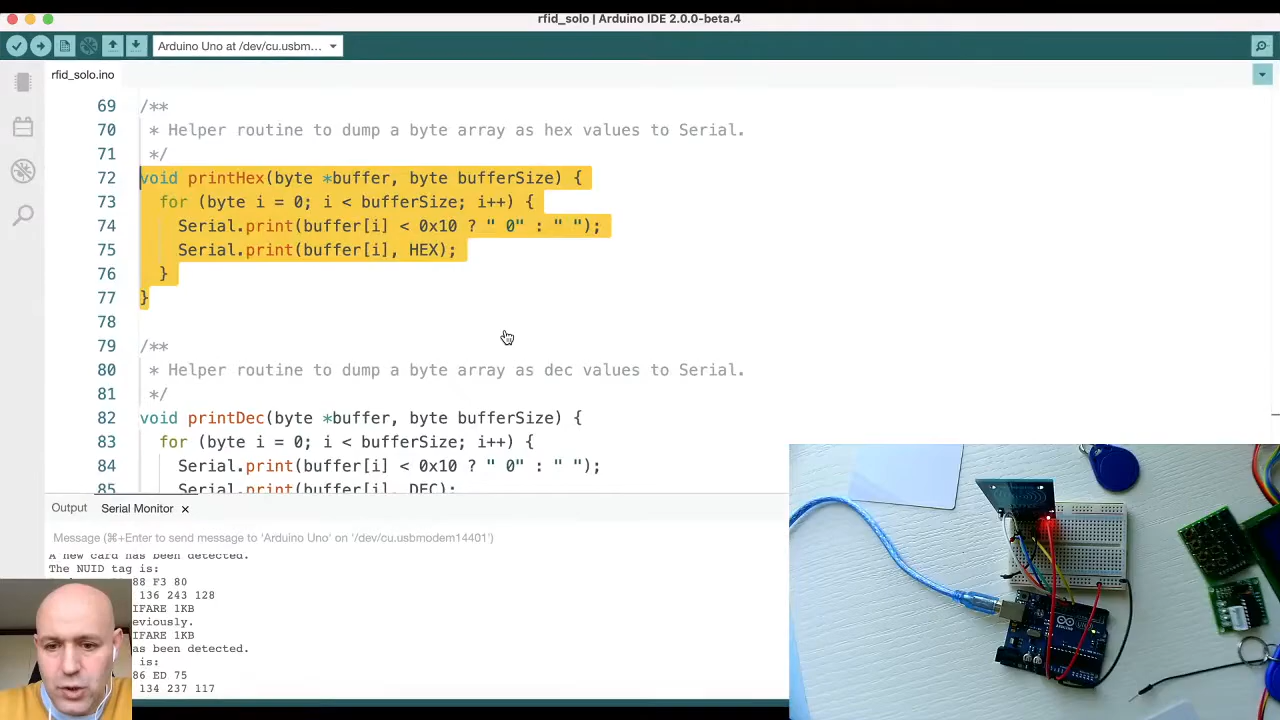 rfid_solo | Arduino IDE 2.0.0-beta.4
Arduino Uno at /dev/cu.usbm...
rfid_solo.ino
69 /**
70 * Helper routine to dump a byte array as hex values to Serial.
71 */
72 void printHex(byte *buffer, byte bufferSize) {
73 for (byte i = 0; i < bufferSize; i++) {
74 Serial.print(buffer[i] < 0x10 ? " 0" : " ");
75 Serial.print(buffer[i], HEX);
76 }
77 }
78
79 /**
80 * Helper routine to dump a byte array as dec values to Serial.
81 */
82 void printDec(byte *buffer, byte bufferSize) {
83 for (byte i = 0; i < bufferSize; i++) {
84 Serial.print(buffer[i] < 0x10 ? " 0" : " ");
85 Serial.print(buffer[i], DEC);
Output Serial Monitor
Message (⌘+Enter to send message to 'Arduino Uno' on '/dev/cu.usbmodem14401')
A new card has been detected.
The NUID tag is:
88 F3 80
136 243 128
IFARE 1KB
eviously.
IFARE 1KB
as been detected.
is:
86 ED 75
134 237 117
ARDUINO